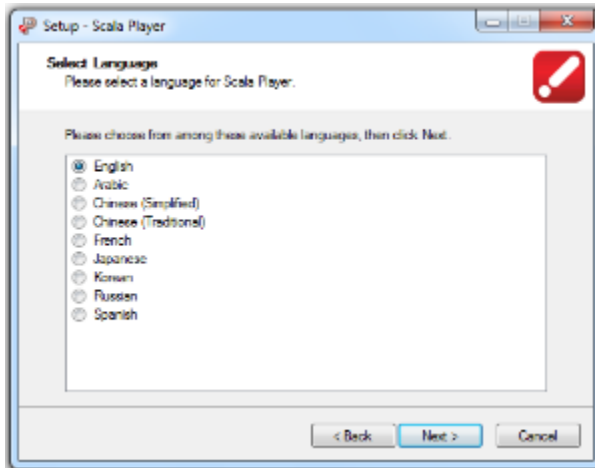 Setup - Scala Player
Select Language
Please select a language for Scala Player.
Please choose from among these available languages, then click Next.
English
Arabic
Chinese (Simplified)
Chinese (Traditional)
French
Japanese
Korean
Russian
Spanish
< Back
Next >
Cancel